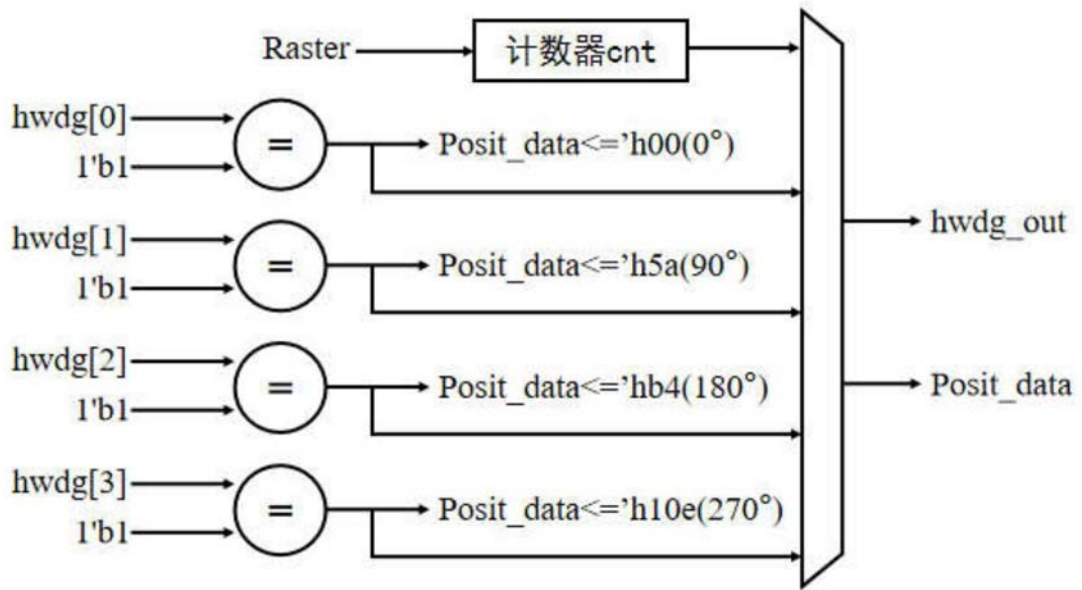 Raster
计数器cnt
hwdg[0]
1'b1
=
Posit_data<=’h00(0°)
hwdg[1]
1'b1
=
Posit_data<=’h5a(90°)
hwdg_out
hwdg[2]
1'b1
=
Posit_data<=’hb4(180°)
Posit_data
hwdg[3]
1'b1
=
Posit_data<=’h10e(270°)